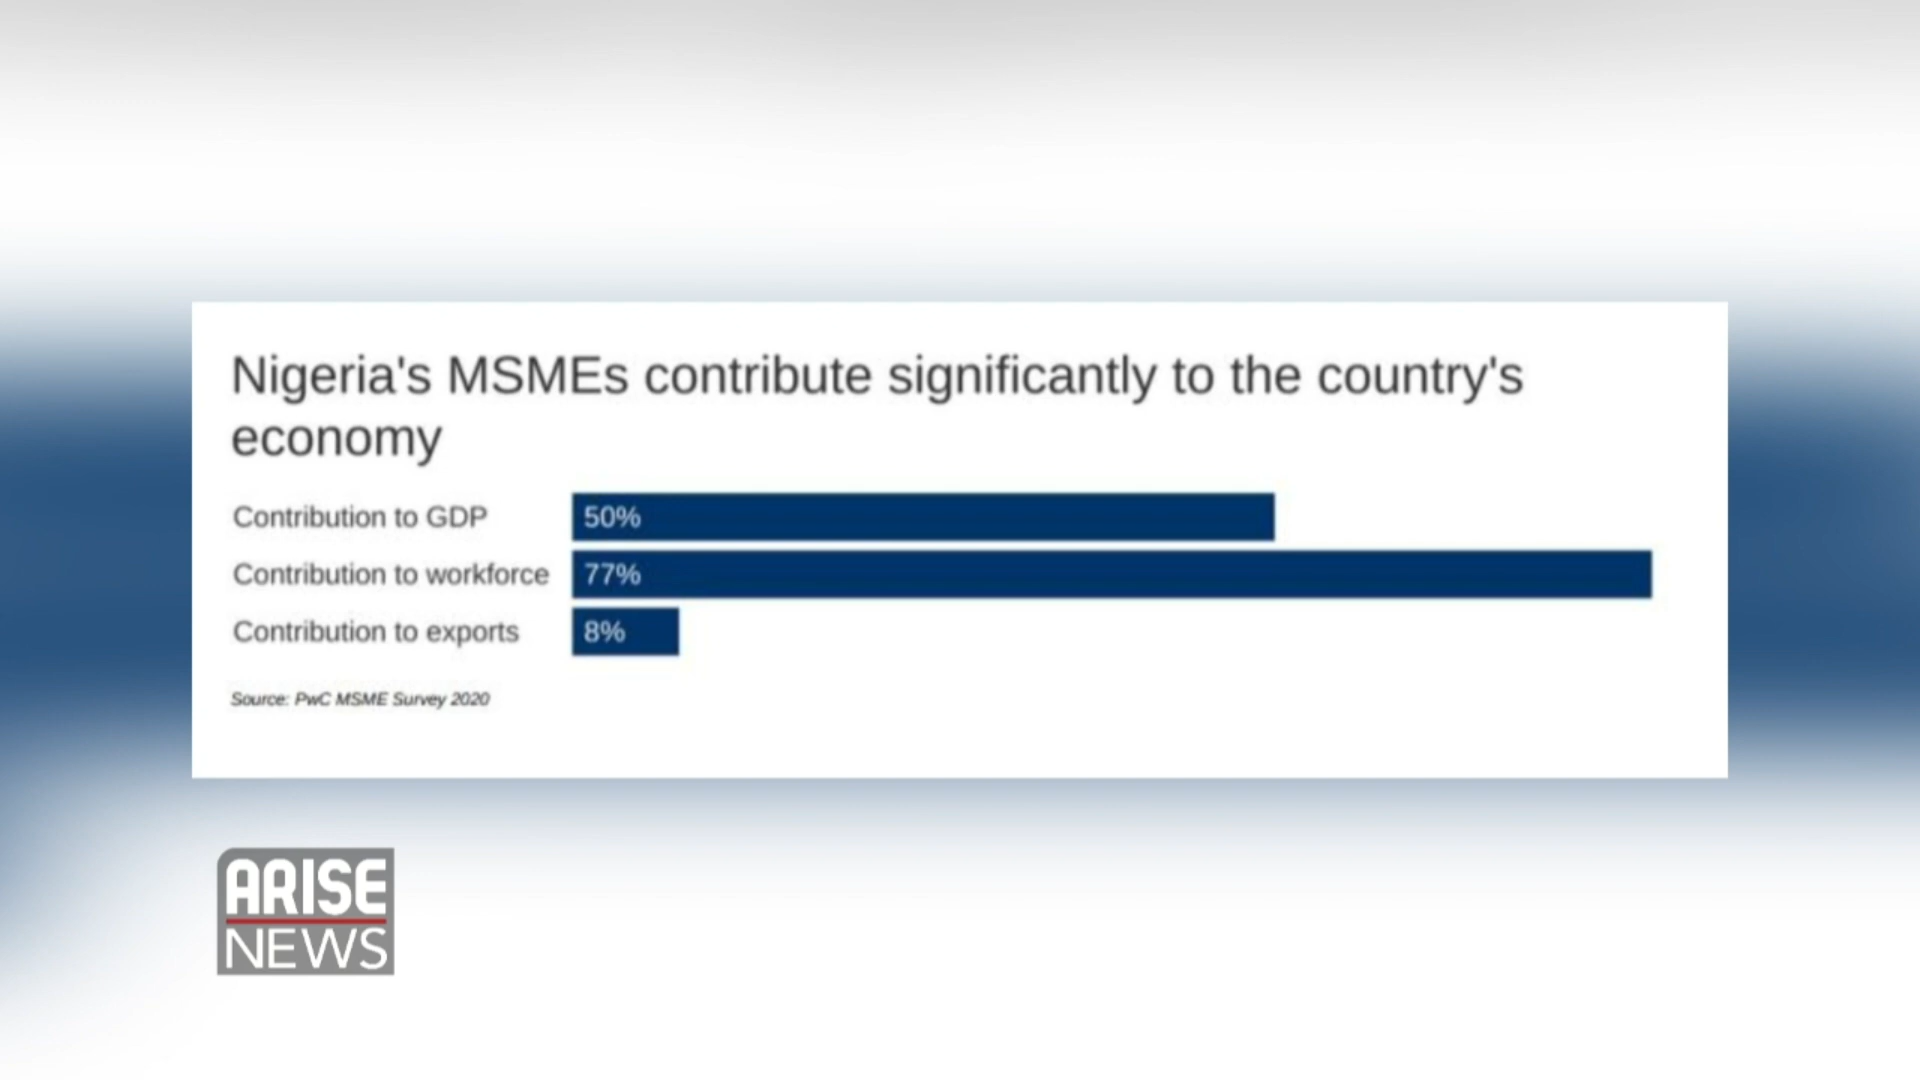 Nigeria's MSMEs contribute significantly to the country's
economy
Contribution to GDP 50%
Contribution to workforce 77%
Contribution to exports 8%
Source: PwC MSME Survey 2020
ARISE
NEWS